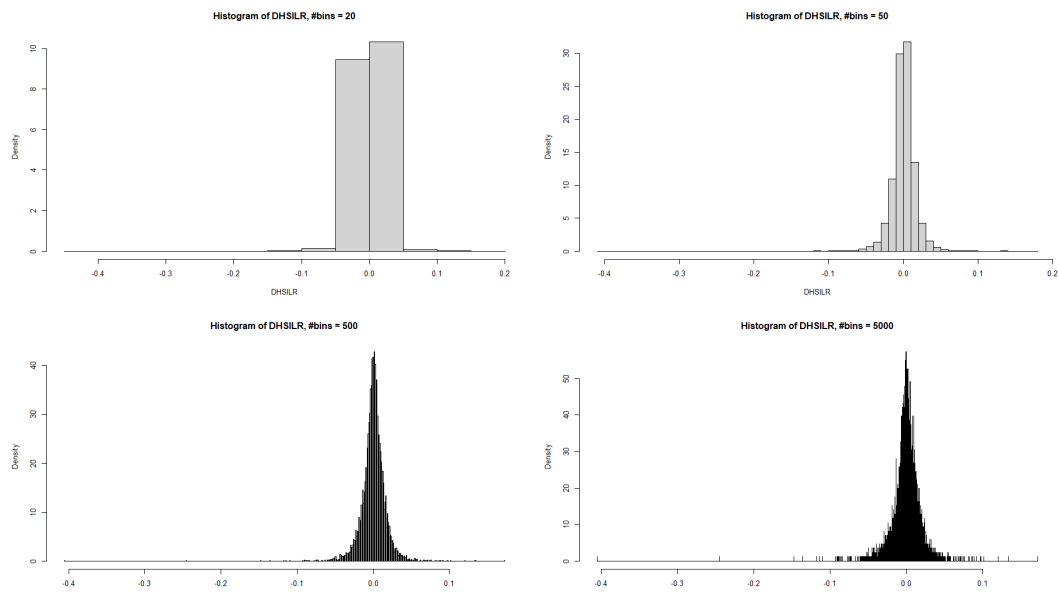 Histogram of DHSILR, #bins = 20
Density
0 2 4 6 8 10
-0.4 -0.3 -0.2 -0.1 0.0 0.1 0.2
DHSILR
Histogram of DHSILR, #bins = 50
Density
0 5 10 15 20 25 30
-0.4 -0.3 -0.2 -0.1 0.0 0.1 0.2
DHSILR
Histogram of DHSILR, #bins = 500
Density
0 10 20 30 40
-0.4 -0.3 -0.2 -0.1 0.0 0.1
Histogram of DHSILR, #bins = 5000
Density
0 10 20 30 40 50
-0.4 -0.3 -0.2 -0.1 0.0 0.1